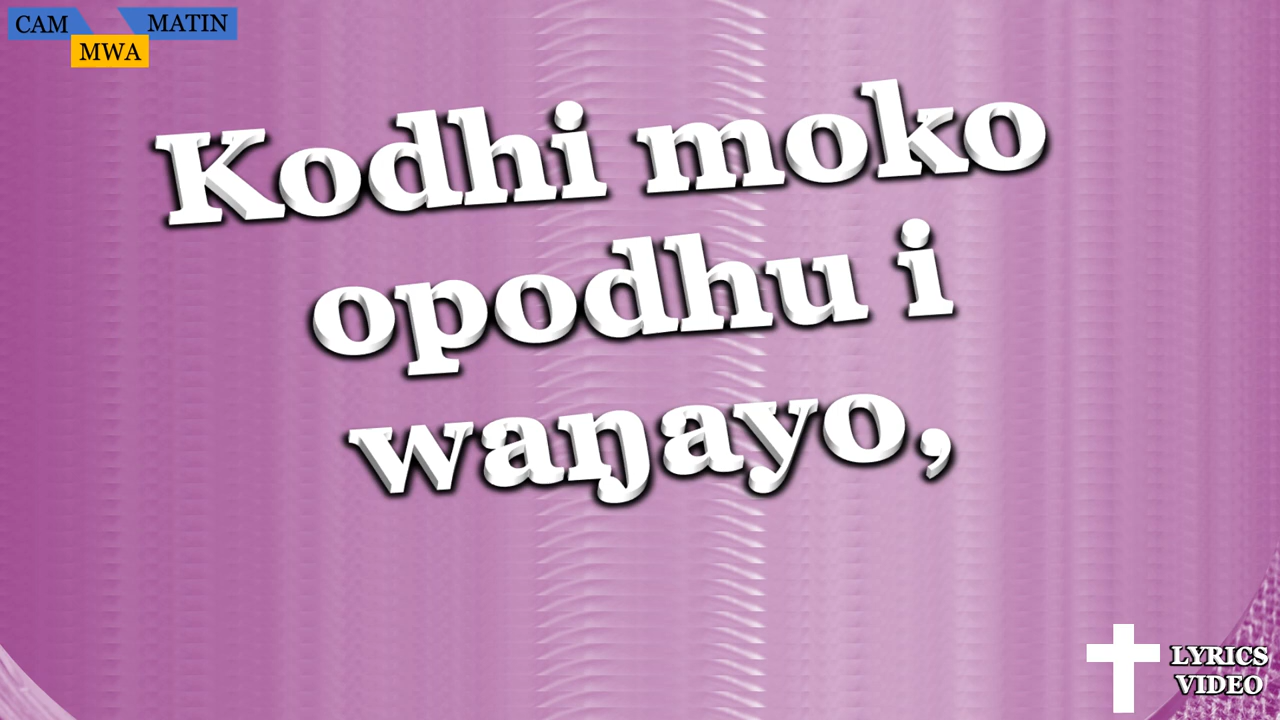 CAM MATIN
MWA
Kodhi moko
opodhu i
waŋayo,
LYRICS
VIDEO